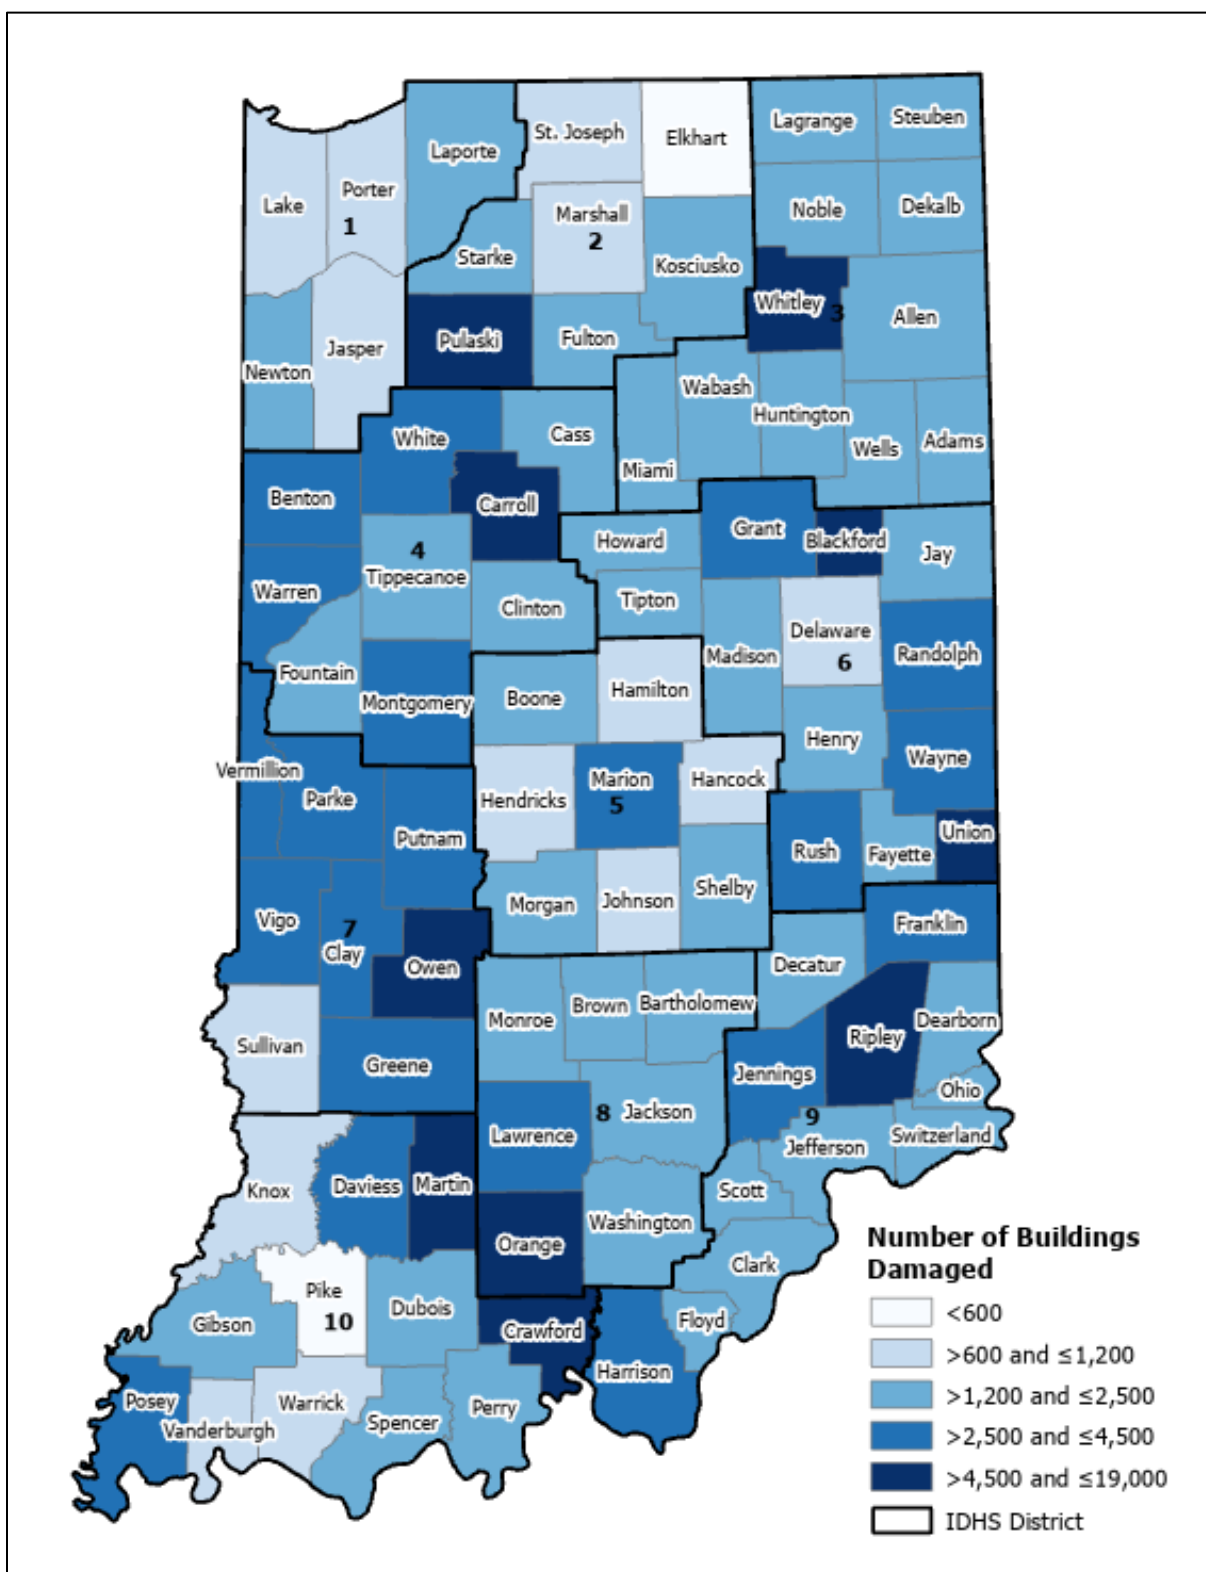 St. Joseph
Elkhart
Lagrange
Steuben
Laporte
Lake
Porter
1
Marshall
2
Noble
Dekalb
Starke
Kosciusko
Whitley
3
Allen
Newton
Jasper
Pulaski
Fulton
White
Cass
Miami
Wabash
Huntington
Wells
Adams
Benton
Carroll
Grant
Blackford
Jay
Warren
4
Tippecanoe
Howard
Clinton
Tipton
Fountain
Montgomery
Boone
Hamilton
Madison
Delaware
6
Randolph
Vermillion
Parke
Putnam
Hendricks
Marion
5
Hancock
Henry
Wayne
Rush
Fayette
Union
Vigo
7
Clay
Owen
Morgan
Johnson
Shelby
Franklin
Sullivan
Greene
Monroe
Brown
Bartholomew
Decatur
Ripley
Dearborn
Jennings
Ohio
Lawrence
8
Jackson
9
Jefferson
Switzerland
Knox
Daviess
Martin
Orange
Washington
Scott
Clark
Gibson
Pike
10
Dubois
Crawford
Harrison
Floyd
Posey
Vanderburgh
Warrick
Spencer
Perry
Number of Buildings
Damaged
<600
>600 and ≤1,200
>1,200 and ≤2,500
>2,500 and ≤4,500
>4,500 and ≤19,000
IDHS District